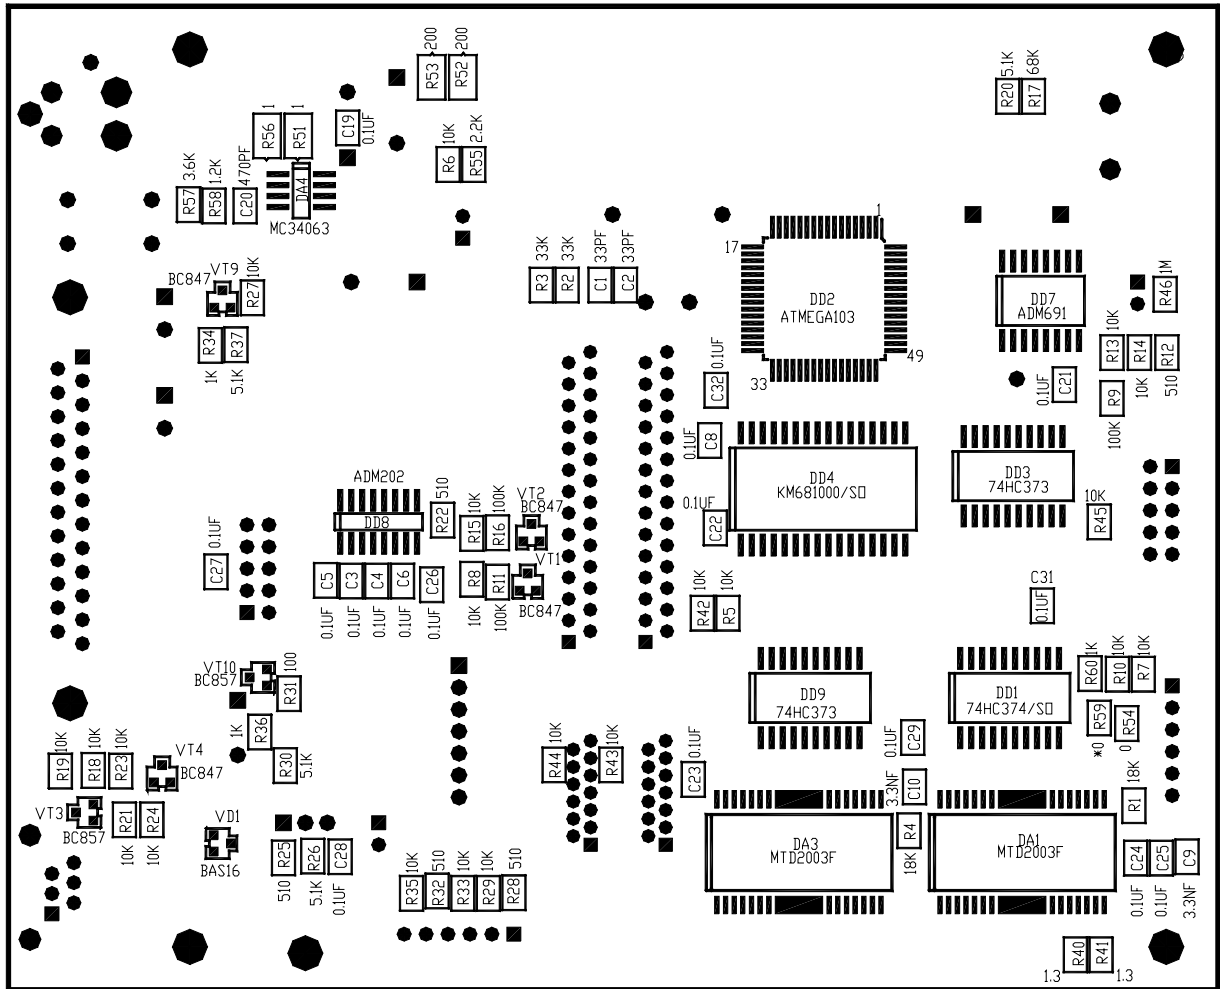 200
200
R53
R52
5.1K
68K
R20
R17
1
1
R56
R51
C19
0.1UF
10K
2.2K
R6
R55
3.6K
1.2K
470PF
R57
R58
C20
DA4
MC34063
1
17
33K
33K
33PF
33PF
R3
R2
C1
C2
DD2
ATMEGA103
49
33
DD7
ADM691
1M
R46
VT9
BC847
10K
R27
R34
R37
1K
5.1K
0.1UF
C32
0.1UF
C21
10K
R13
R14
R12
R9
10K
510
100K
0.1UF
C8
DD4
KM681000/SO
DD3
74HC373
ADM202
DD8
510
R22
10K
100K
R15
R16
VT2
BC847
0.1UF
C22
10K
R45
0.1UF
C27
C5
C3
C4
C6
C26
0.1UF
0.1UF
0.1UF
0.1UF
0.1UF
R8
R11
10K
100K
VT1
BC847
10K
10K
R42
R5
C31
0.1UF
VT10
BC857
100
R31
1K
R36
R30
5.1K
DD9
74HC373
DD1
74HC374/SO
1K
10K
10K
R60
R10
R7
R59
R54
*0
0
10K
10K
10K
R19
R18
R23
VT4
BC847
10K
10K
R44
R43
0.1UF
C23
0.1UF
C29
3.3NF
C10
18K
R1
VT3
BC857
R21
R24
10K
10K
VD1
BAS16
R25
R26
C28
510
5.1K
0.1UF
DA3
MTD2003F
R4
18K
DA1
MTD2003F
C24
C25
C9
0.1UF
0.1UF
3.3NF
10K
510
10K
10K
510
R35
R32
R33
R29
R28
R40
R41
1.3
1.3